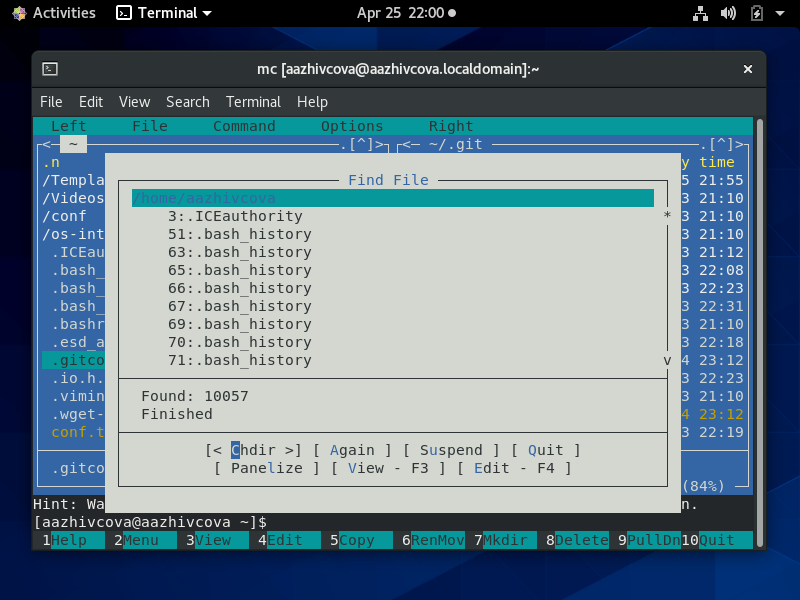 Activities Terminal Apr 25 22:00
mc [aazhivcova@aazhivcova.localdomain]:~
File Edit View Search Terminal Help
Left File Command Options Right
<─ ~ .[^]> <─ ~/.git .[^]>
.n y time
/Templa 5 21:55
/Videos 3 21:10
/conf 3 21:10
/os-int 3 21:10
.ICEau 3 21:12
.bash_ 3 22:08
.bash_ 3 22:23
.bash_ 3 22:31
.bashr 3 21:10
.esd_a 3 22:18
.gitco 4 23:12
.io.h. 3 22:23
.vimin 3 21:10
.wget- 4 23:12
conf.t 3 22:19
.gitco
(84%)
Find File
/home/aazhivcova
3:.ICEauthority *
51:.bash_history
63:.bash_history
65:.bash_history
66:.bash_history
67:.bash_history
69:.bash_history
70:.bash_history
71:.bash_history v
Found: 10057
Finished
[< Chdir >] [ Again ] [ Suspend ] [ Quit ]
[ Panelize ] [ View - F3 ] [ Edit - F4 ]
Hint: Wa n.
[aazhivcova@aazhivcova ~]$
1Help 2Menu 3View 4Edit 5Copy 6RenMov 7Mkdir 8Delete 9PullDn 10Quit